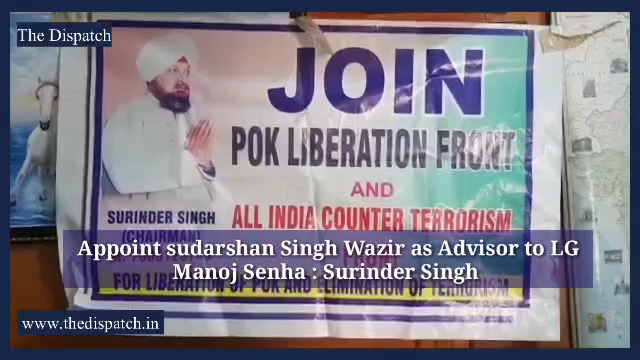 The Dispatch
JOIN
POK LIBERATION FRONT
AND
SURINDER SINGH
ALL INDIA COUNTER TERRORISM
(CHAIRMAN)
Appoint sudarshan Singh Wazir as Advisor to LG
Manoj Senha : Surinder Singh
FOR LIBERATION OF POK AND ELIMINATION OF TERRORISM
www.thedispatch.in